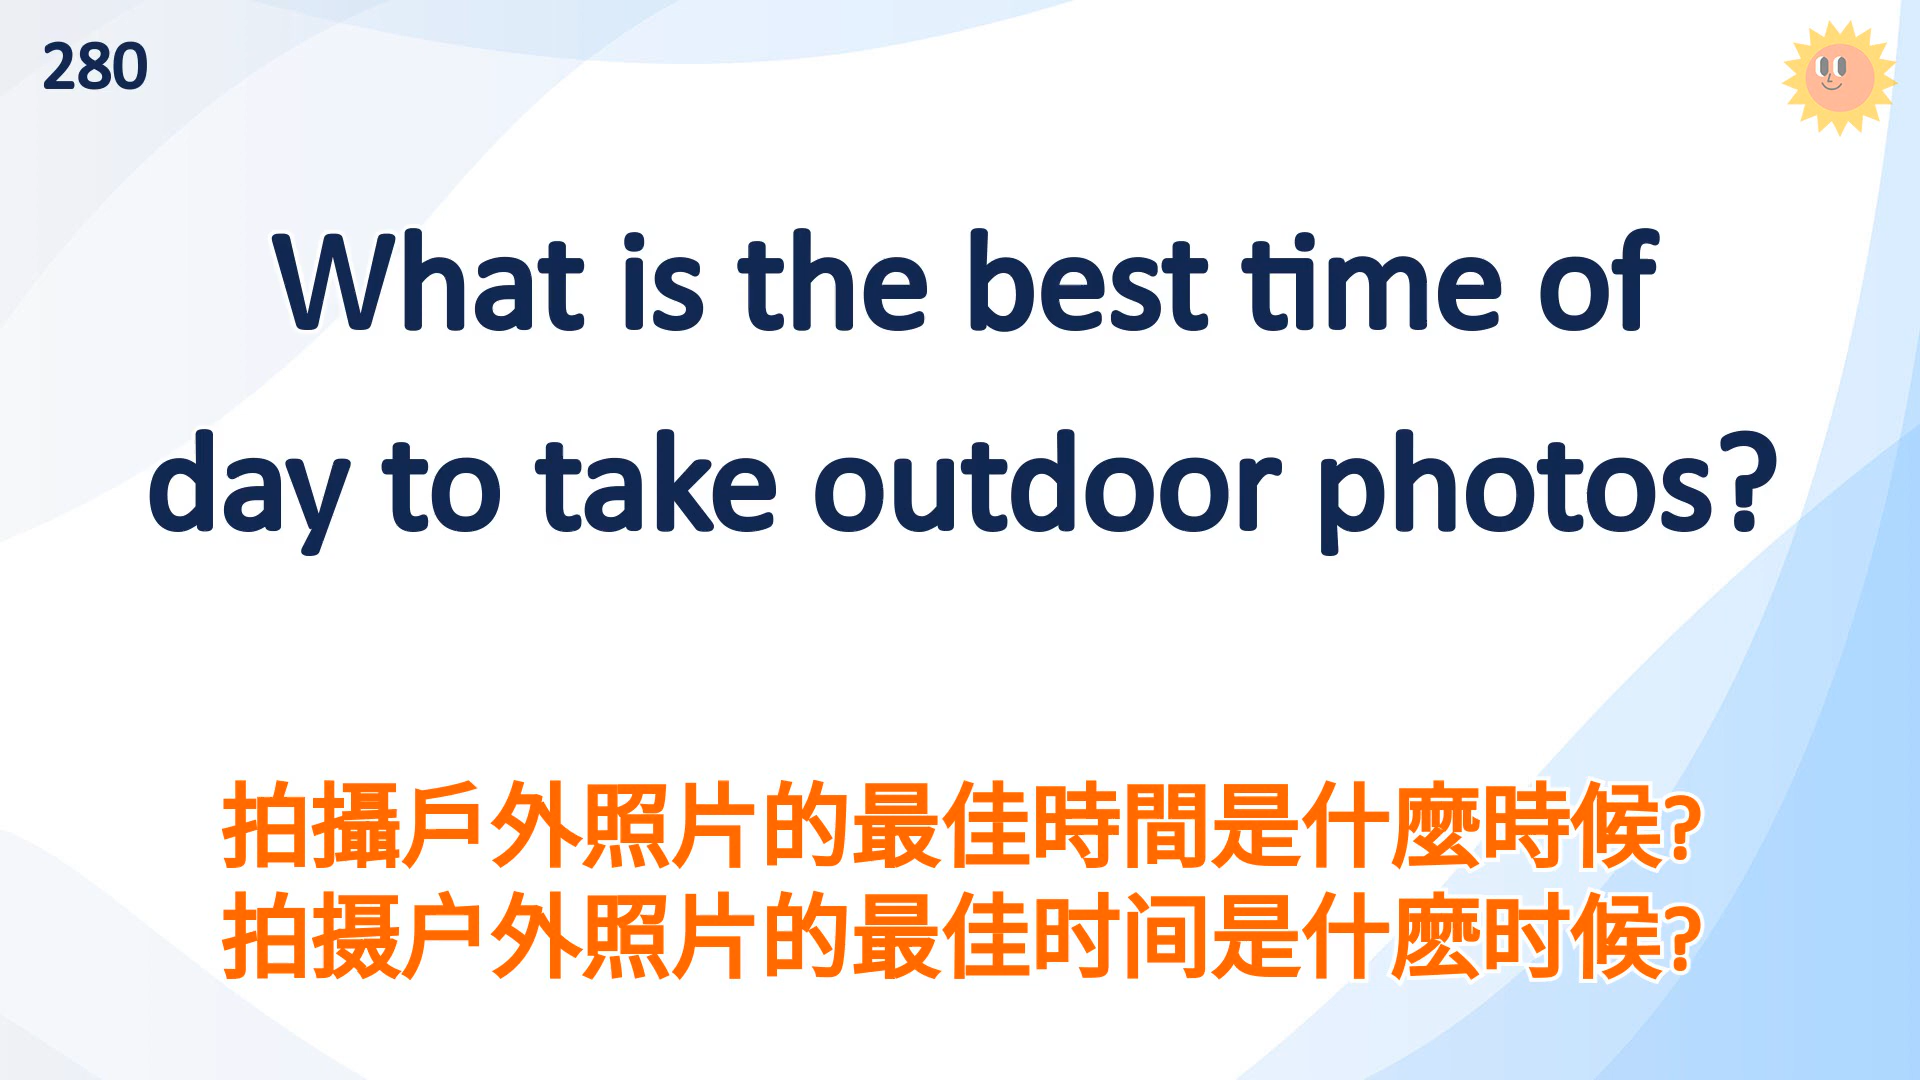 280
What is the best time of
day to take outdoor photos?
拍攝戶外照片的最佳時間是什麼時候?
拍摄户外照片的最佳时间是什麽时候?